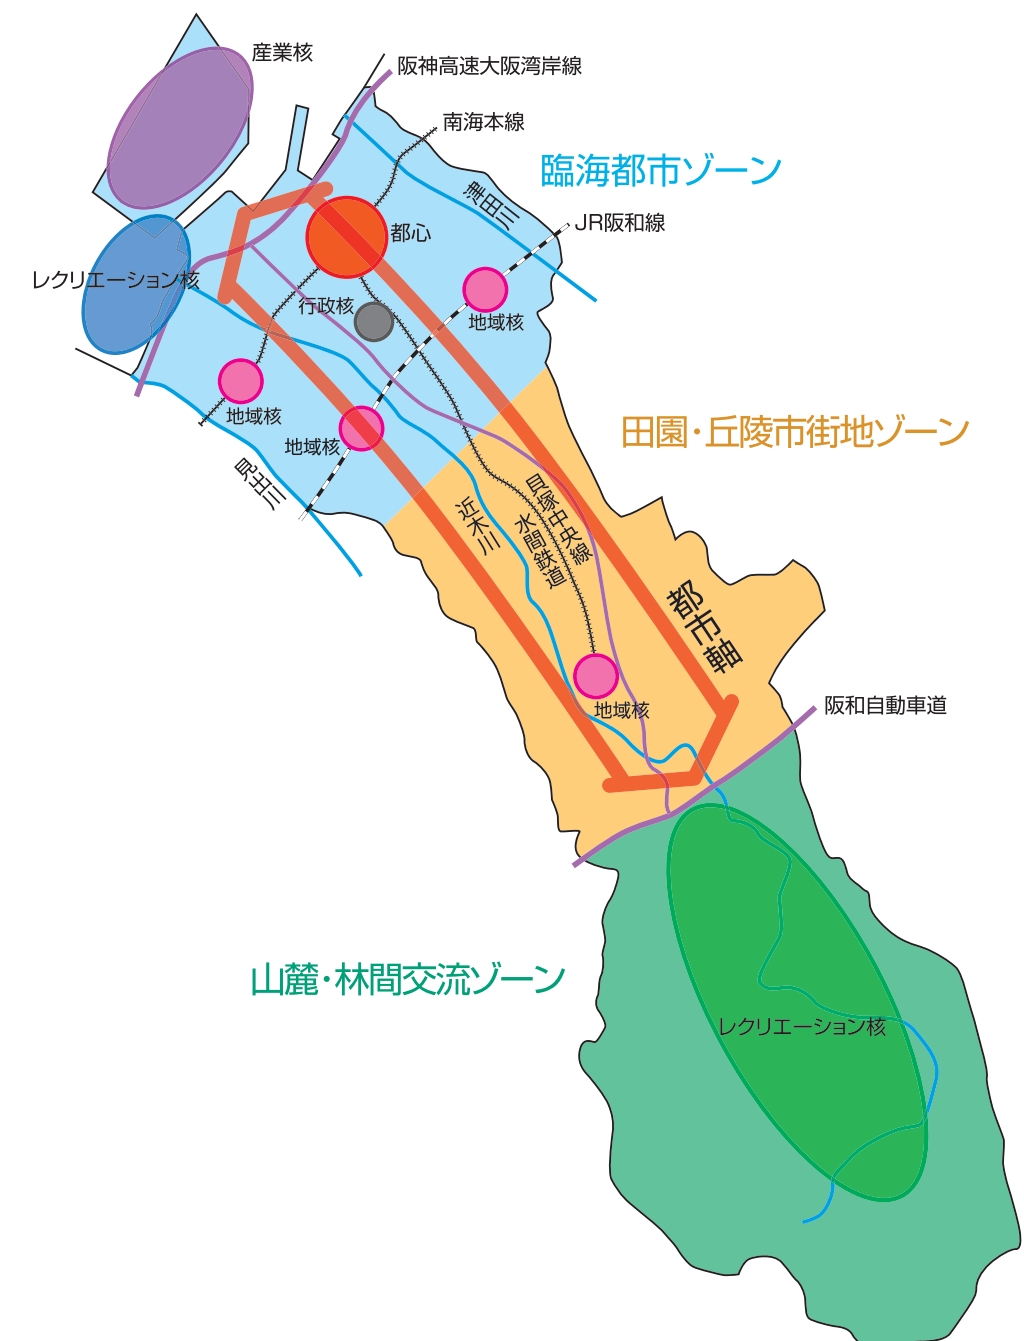 産業核
阪神高速大阪湾岸線
南海本線
臨海都市ゾーン
津田川
JR阪和線
都心
レクリエーション核
行政核
地域核
地域核
地域核
田園・丘陵市街地ゾーン
見出川
近木川
水間鉄道
貝塚中央線
都市軸
地域核
阪和自動車道
山麓・林間交流ゾーン
レクリエーション核